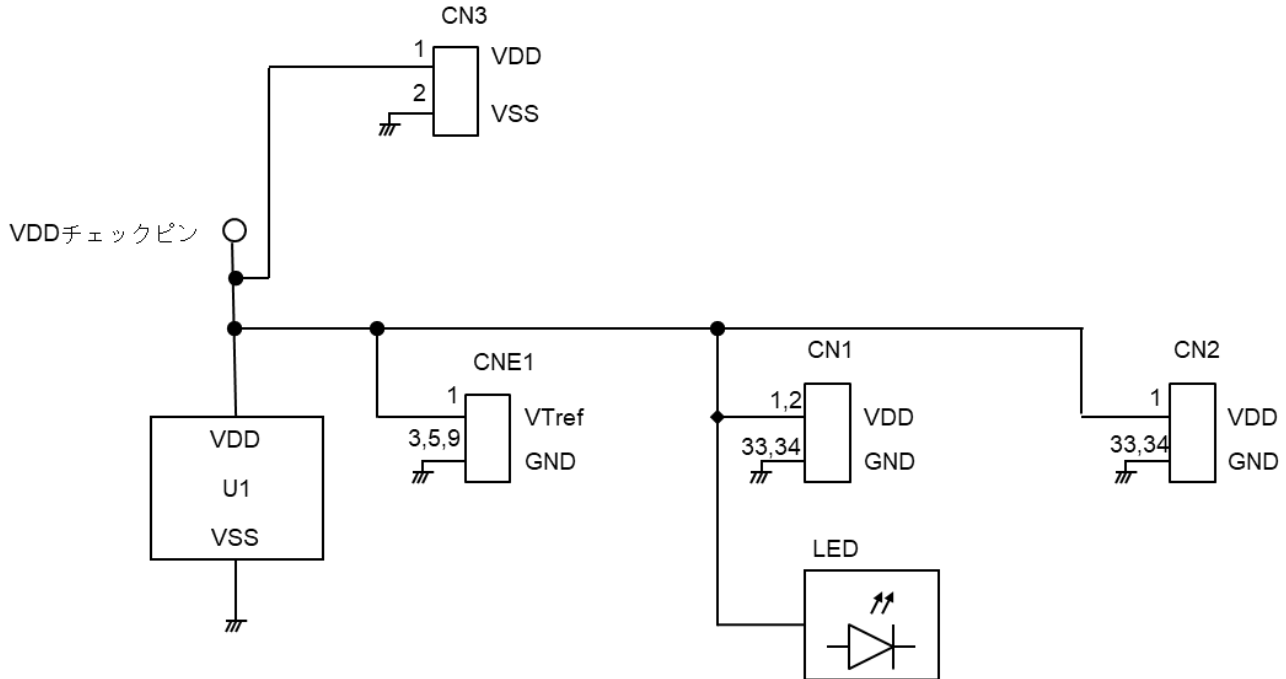 CN3
1 VDD
2 VSS
VDDチェックピン
CNE1
1 VTref
3,5,9 GND
CN1
1,2 VDD
33,34 GND
CN2
1 VDD
33,34 GND
VDD
U1
VSS
LED